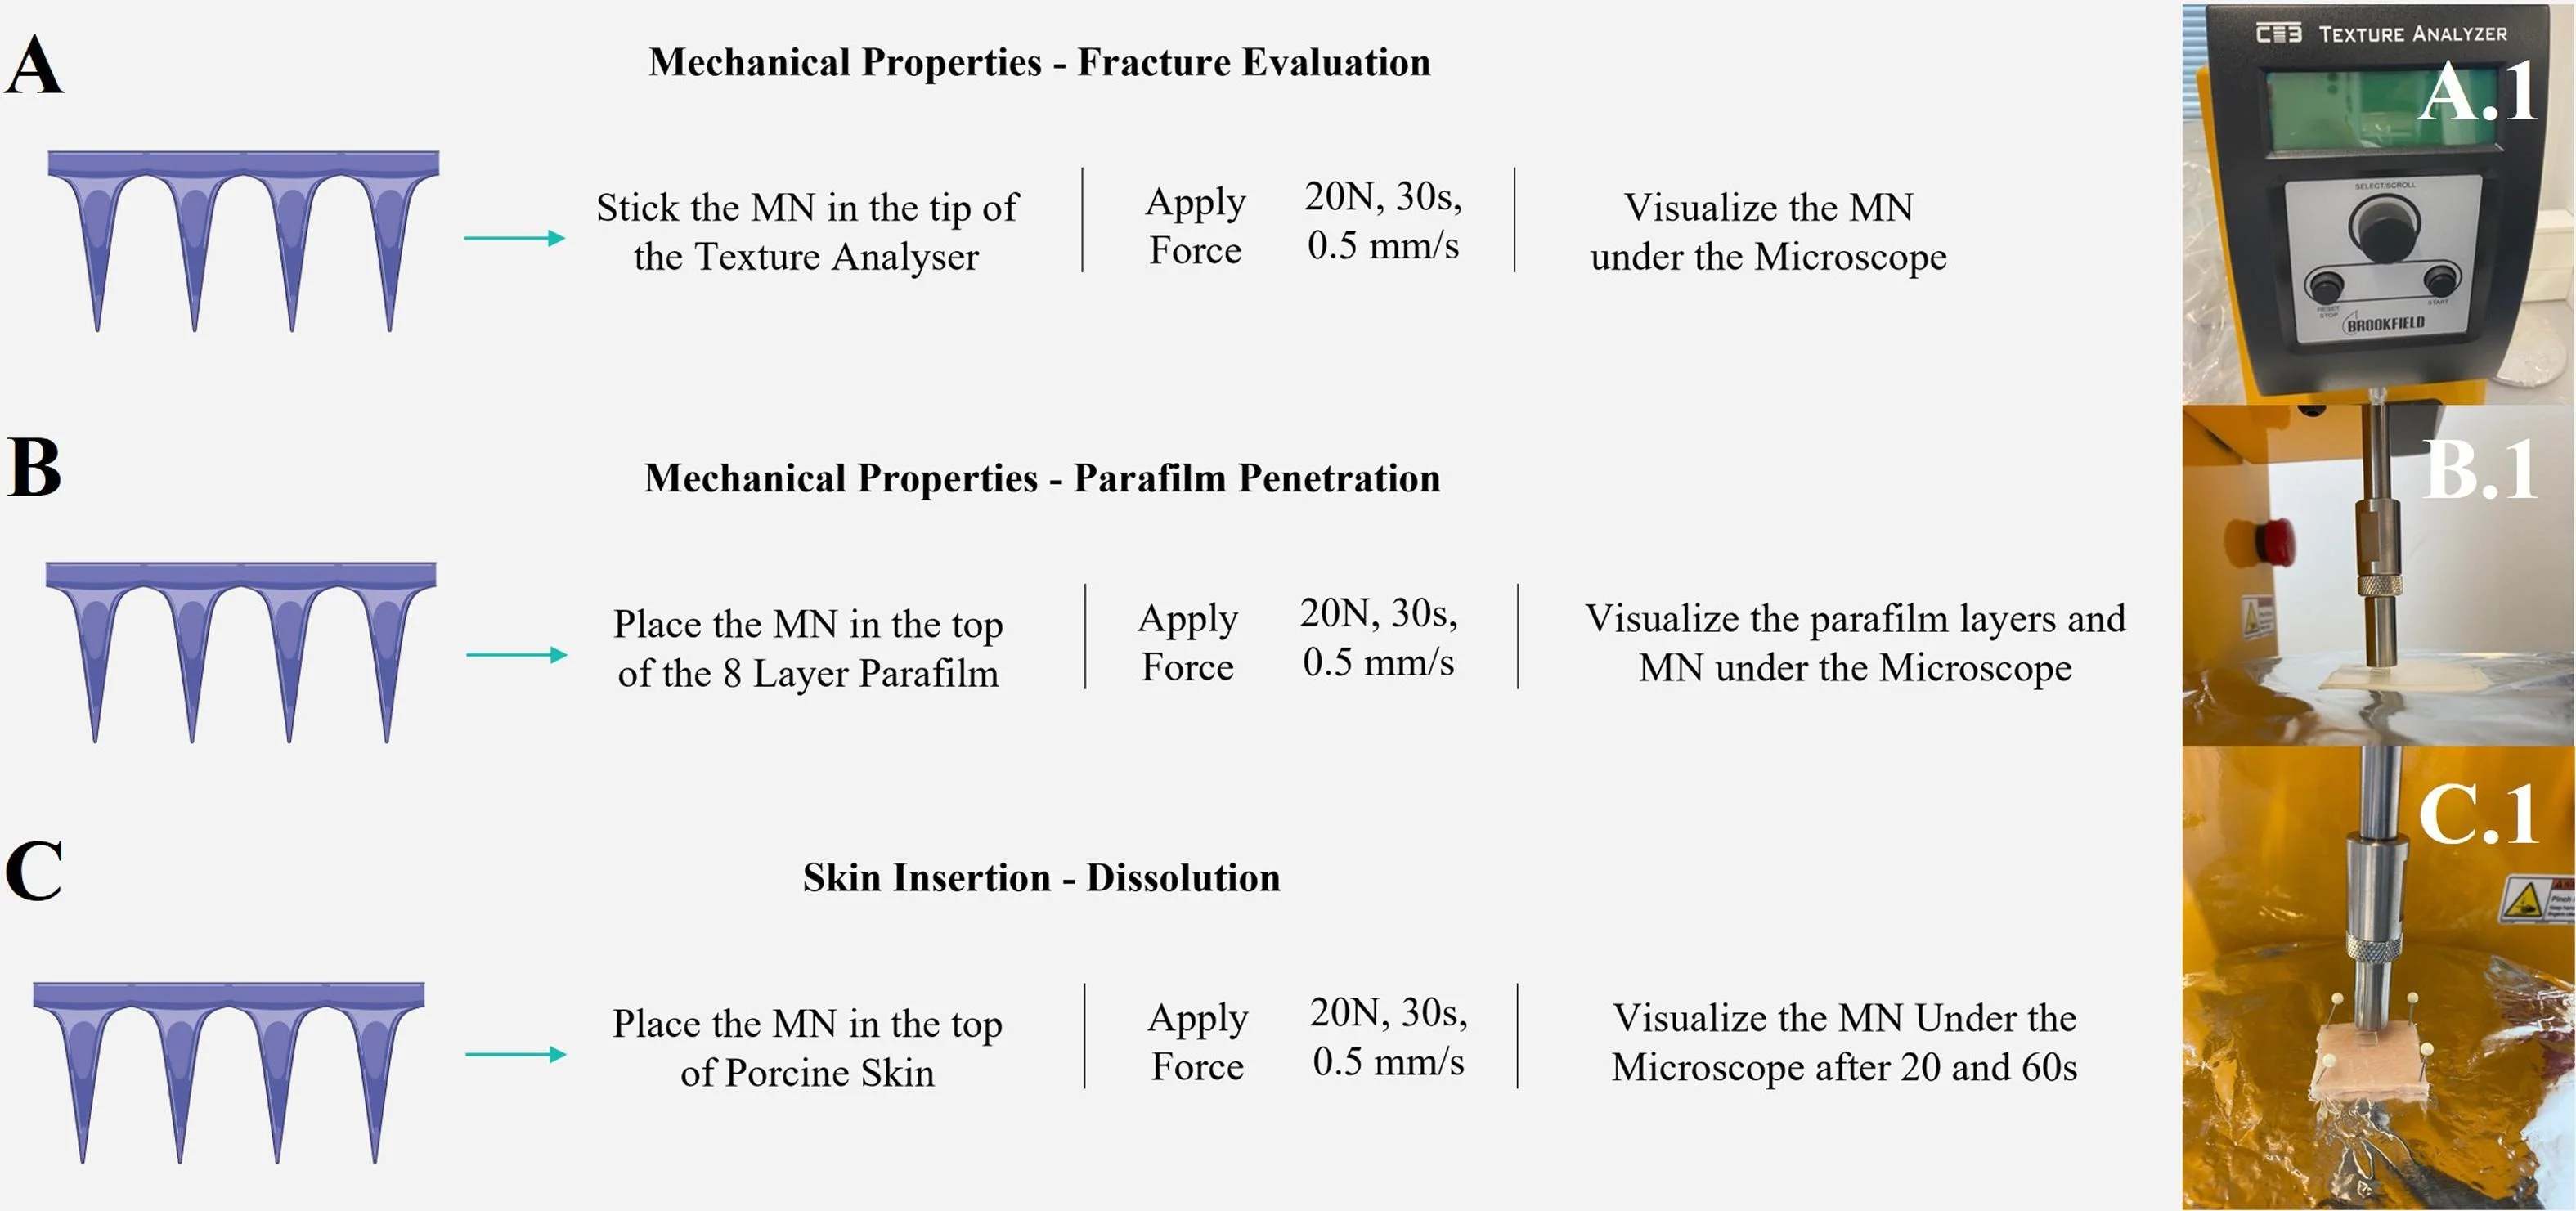 A
Mechanical Properties - Fracture Evaluation
Stick the MN in the tip of
the Texture Analyser
Apply
Force
20N, 30s,
0.5 mm/s
Visualize the MN
under the Microscope
CT3 TEXTURE ANALYZER
A.1
SELECT/SCROLL
RESET
STOP
START
BROOKFIELD
B
Mechanical Properties - Parafilm Penetration
Place the MN in the top
of the 8 Layer Parafilm
Apply
Force
20N, 30s,
0.5 mm/s
Visualize the parafilm layers and
MN under the Microscope
B.1
C
Skin Insertion - Dissolution
Place the MN in the top
of Porcine Skin
Apply
Force
20N, 30s,
0.5 mm/s
Visualize the MN Under the
Microscope after 20 and 60s
C.1
Pinch